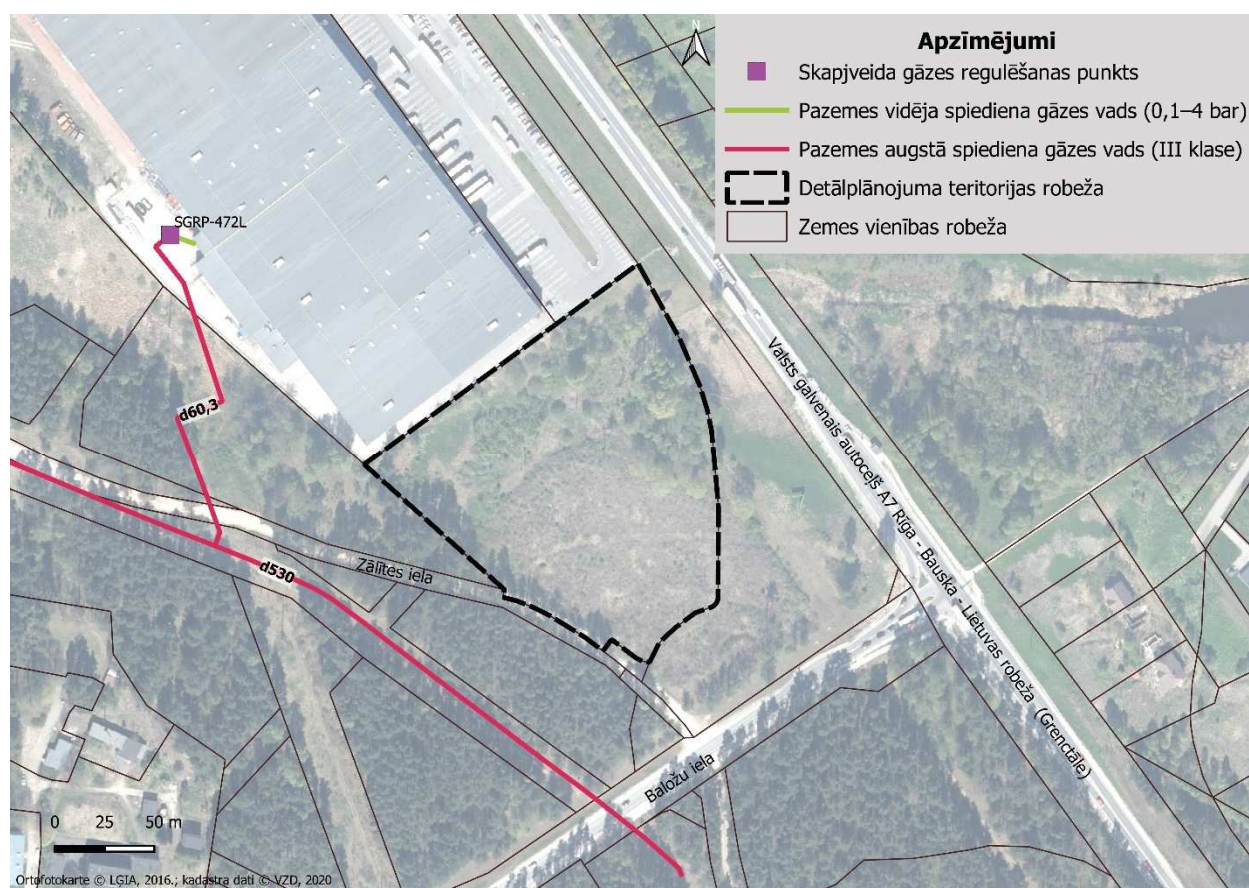 N
Apzīmējumi
Skapjveida gāzes regulēšanas punkts
Pazemes vidēja spiediena gāzes vads (0,1–4 bar)
Pazemes augstā spiediena gāzes vads (III klase)
Detālplānojuma teritorijas robeža
Zemes vienības robeža
SGRP-472L
d60,3
d530
Zālītes iela
Valsts galvenais autoceļš A7 Rīga - Bauska - Lietuvas robeža (Grenctāle)
Baložu iela
0 25 50 m
Ortofotokarte © LĢIA, 2016.; kadastra dati © VZD, 2020